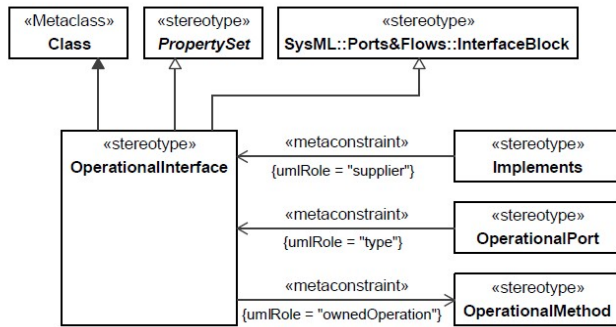 «Metaclass»
Class
«stereotype»
PropertySet
«stereotype»
SysML::Ports&Flows::InterfaceBlock
«stereotype»
OperationalInterface
«metaconstraint»
{umlRole = "supplier"}
«stereotype»
Implements
«metaconstraint»
{umlRole = "type"}
«stereotype»
OperationalPort
«metaconstraint»
{umlRole = "ownedOperation"}
«stereotype»
OperationalMethod